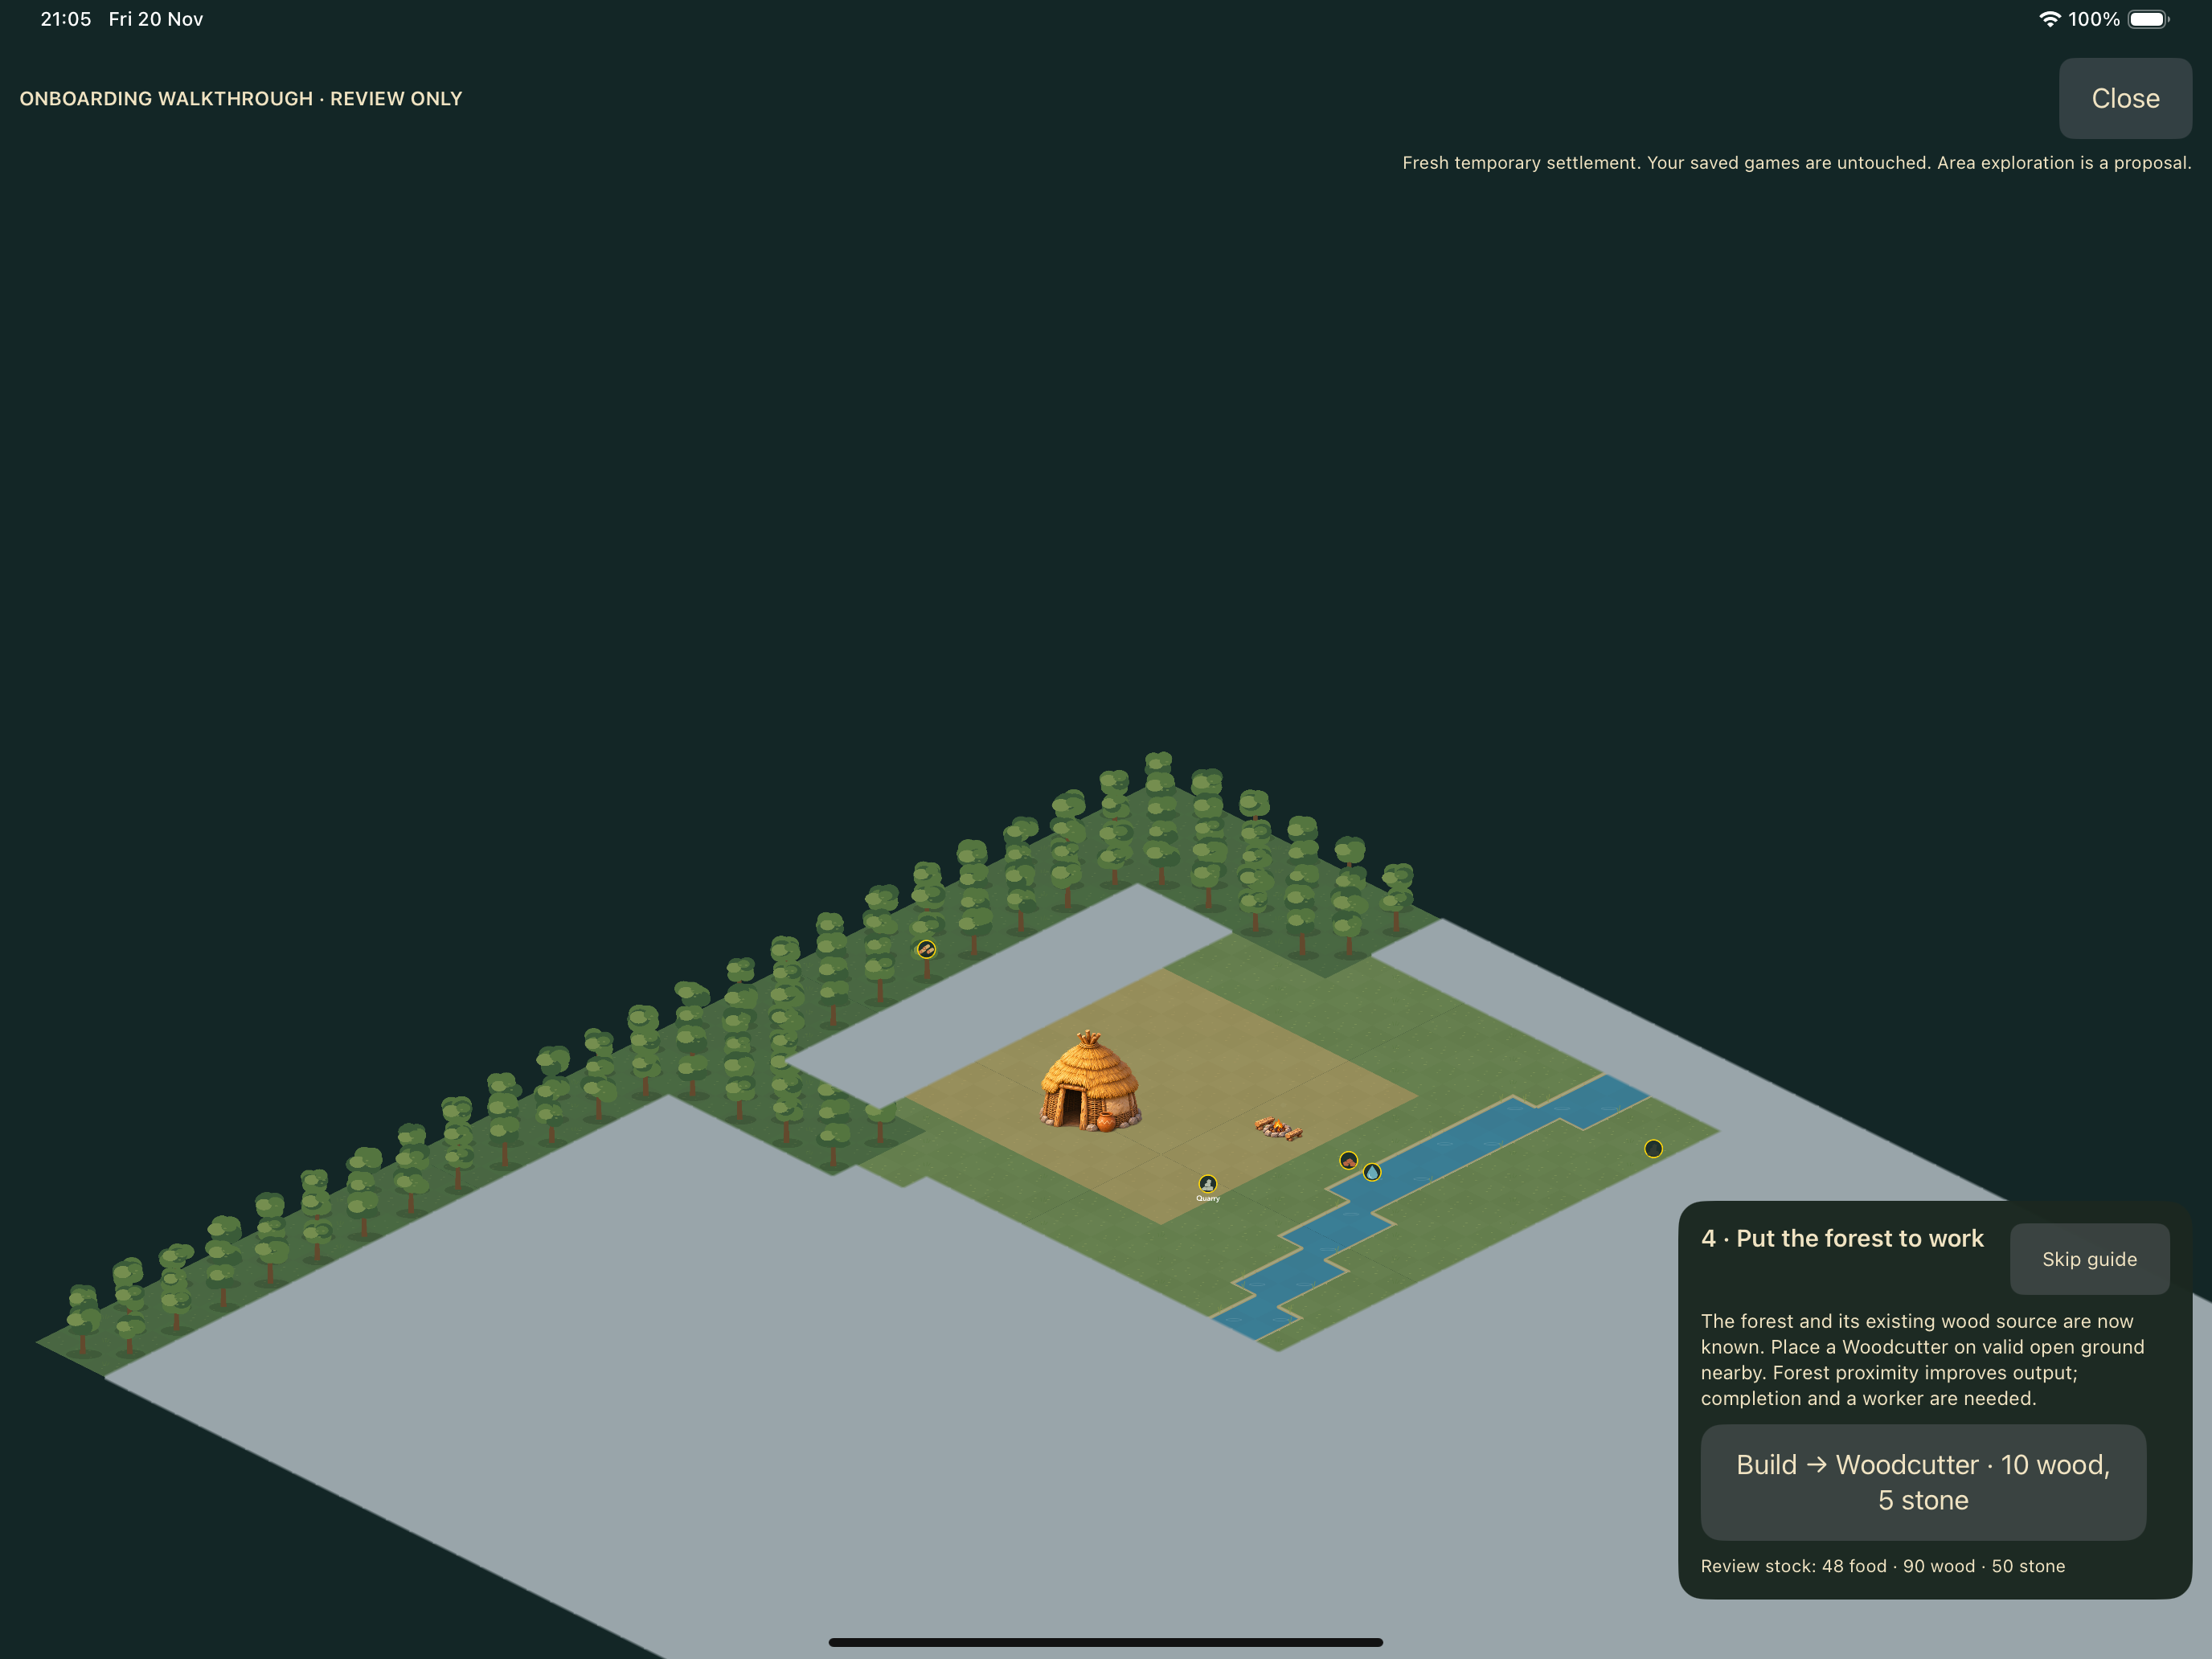 21:05 Fri 20 Nov
100%
ONBOARDING WALKTHROUGH · REVIEW ONLY
Close
Fresh temporary settlement. Your saved games are untouched. Area exploration is a proposal.
Quarry
4 · Put the forest to work
Skip guide
The forest and its existing wood source are now
known. Place a Woodcutter on valid open ground
nearby. Forest proximity improves output;
completion and a worker are needed.
Build → Woodcutter · 10 wood,
5 stone
Review stock: 48 food · 90 wood · 50 stone